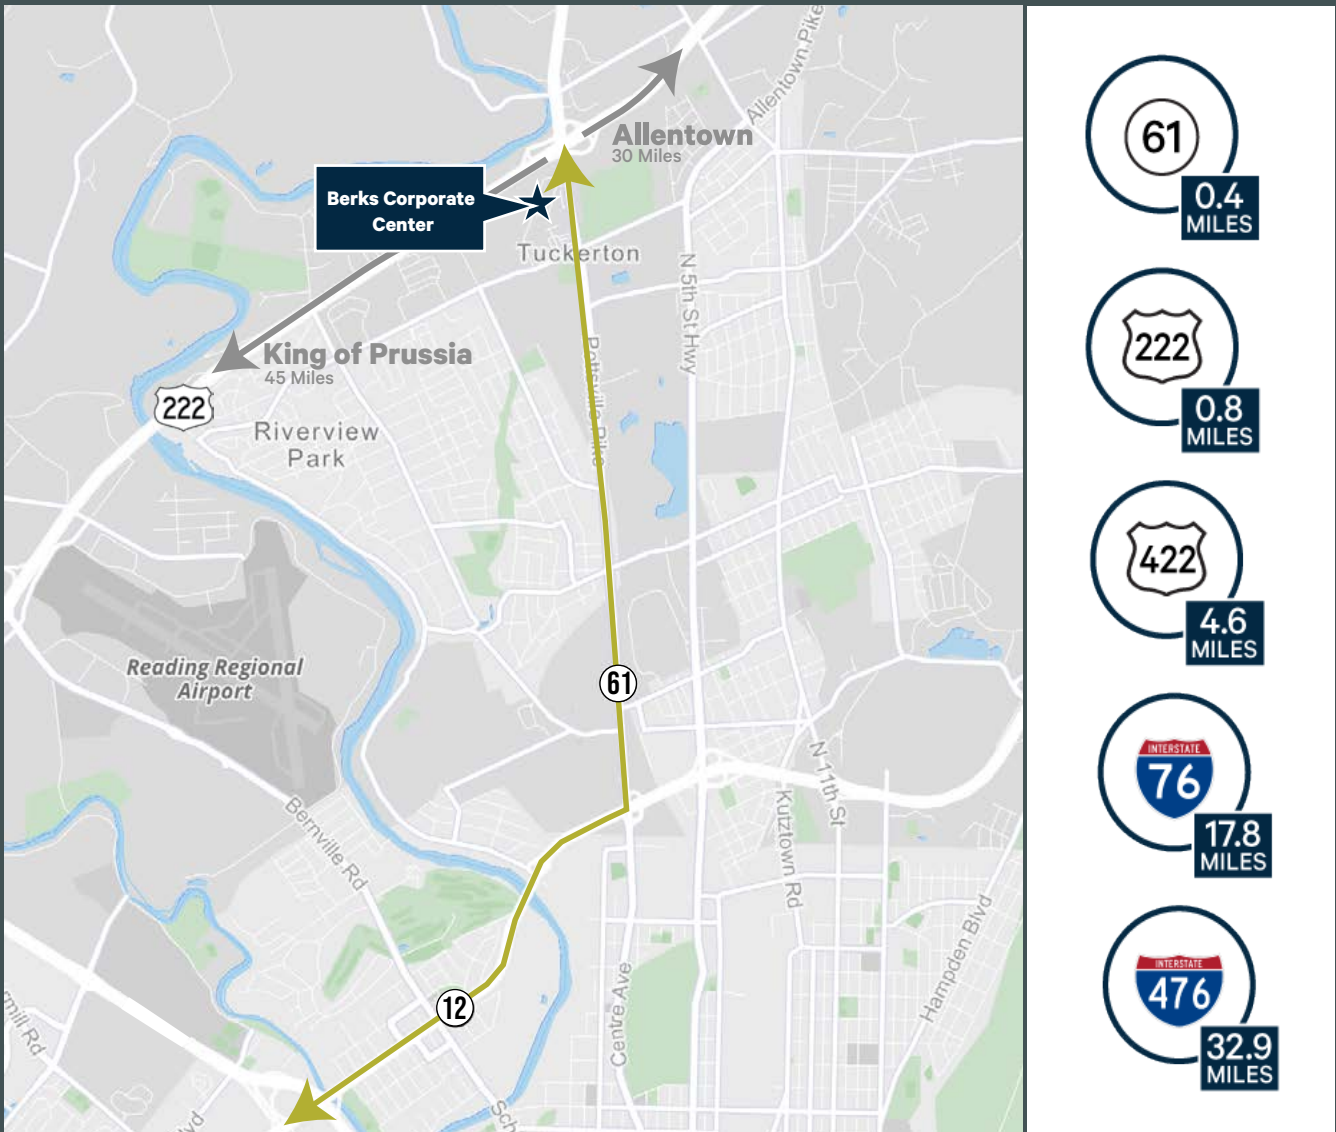 Allentown Pike
Allentown
30 Miles
Berks Corporate
Center
Tuckerton
N 5th St Hwy
Pottsville Pike
King of Prussia
45 Miles
222
Riverview
Park
Reading Regional
Airport
61
N 11th St
Kutztown Rd
Bernville Rd
Hampden Blvd
Centre Ave
12
61
0.4
MILES
222
0.8
MILES
422
4.6
MILES
INTERSTATE
76
17.8
MILES
INTERSTATE
476
32.9
MILES